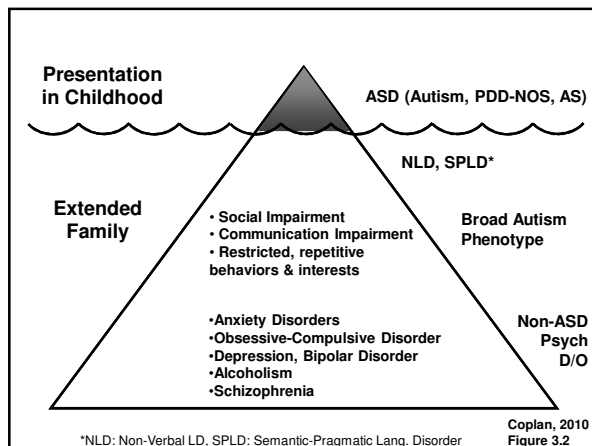 Presentation
in Childhood
ASD (Autism, PDD-NOS, AS)
NLD, SPLD*
Extended
Family
• Social Impairment
• Communication Impairment
• Restricted, repetitive
behaviors & interests
Broad Autism
Phenotype
•Anxiety Disorders
•Obsessive-Compulsive Disorder
•Depression, Bipolar Disorder
•Alcoholism
•Schizophrenia
Non-ASD
Psych
D/O
*NLD: Non-Verbal LD, SPLD: Semantic-Pragmatic Lang. Disorder
Coplan, 2010
Figure 3.2